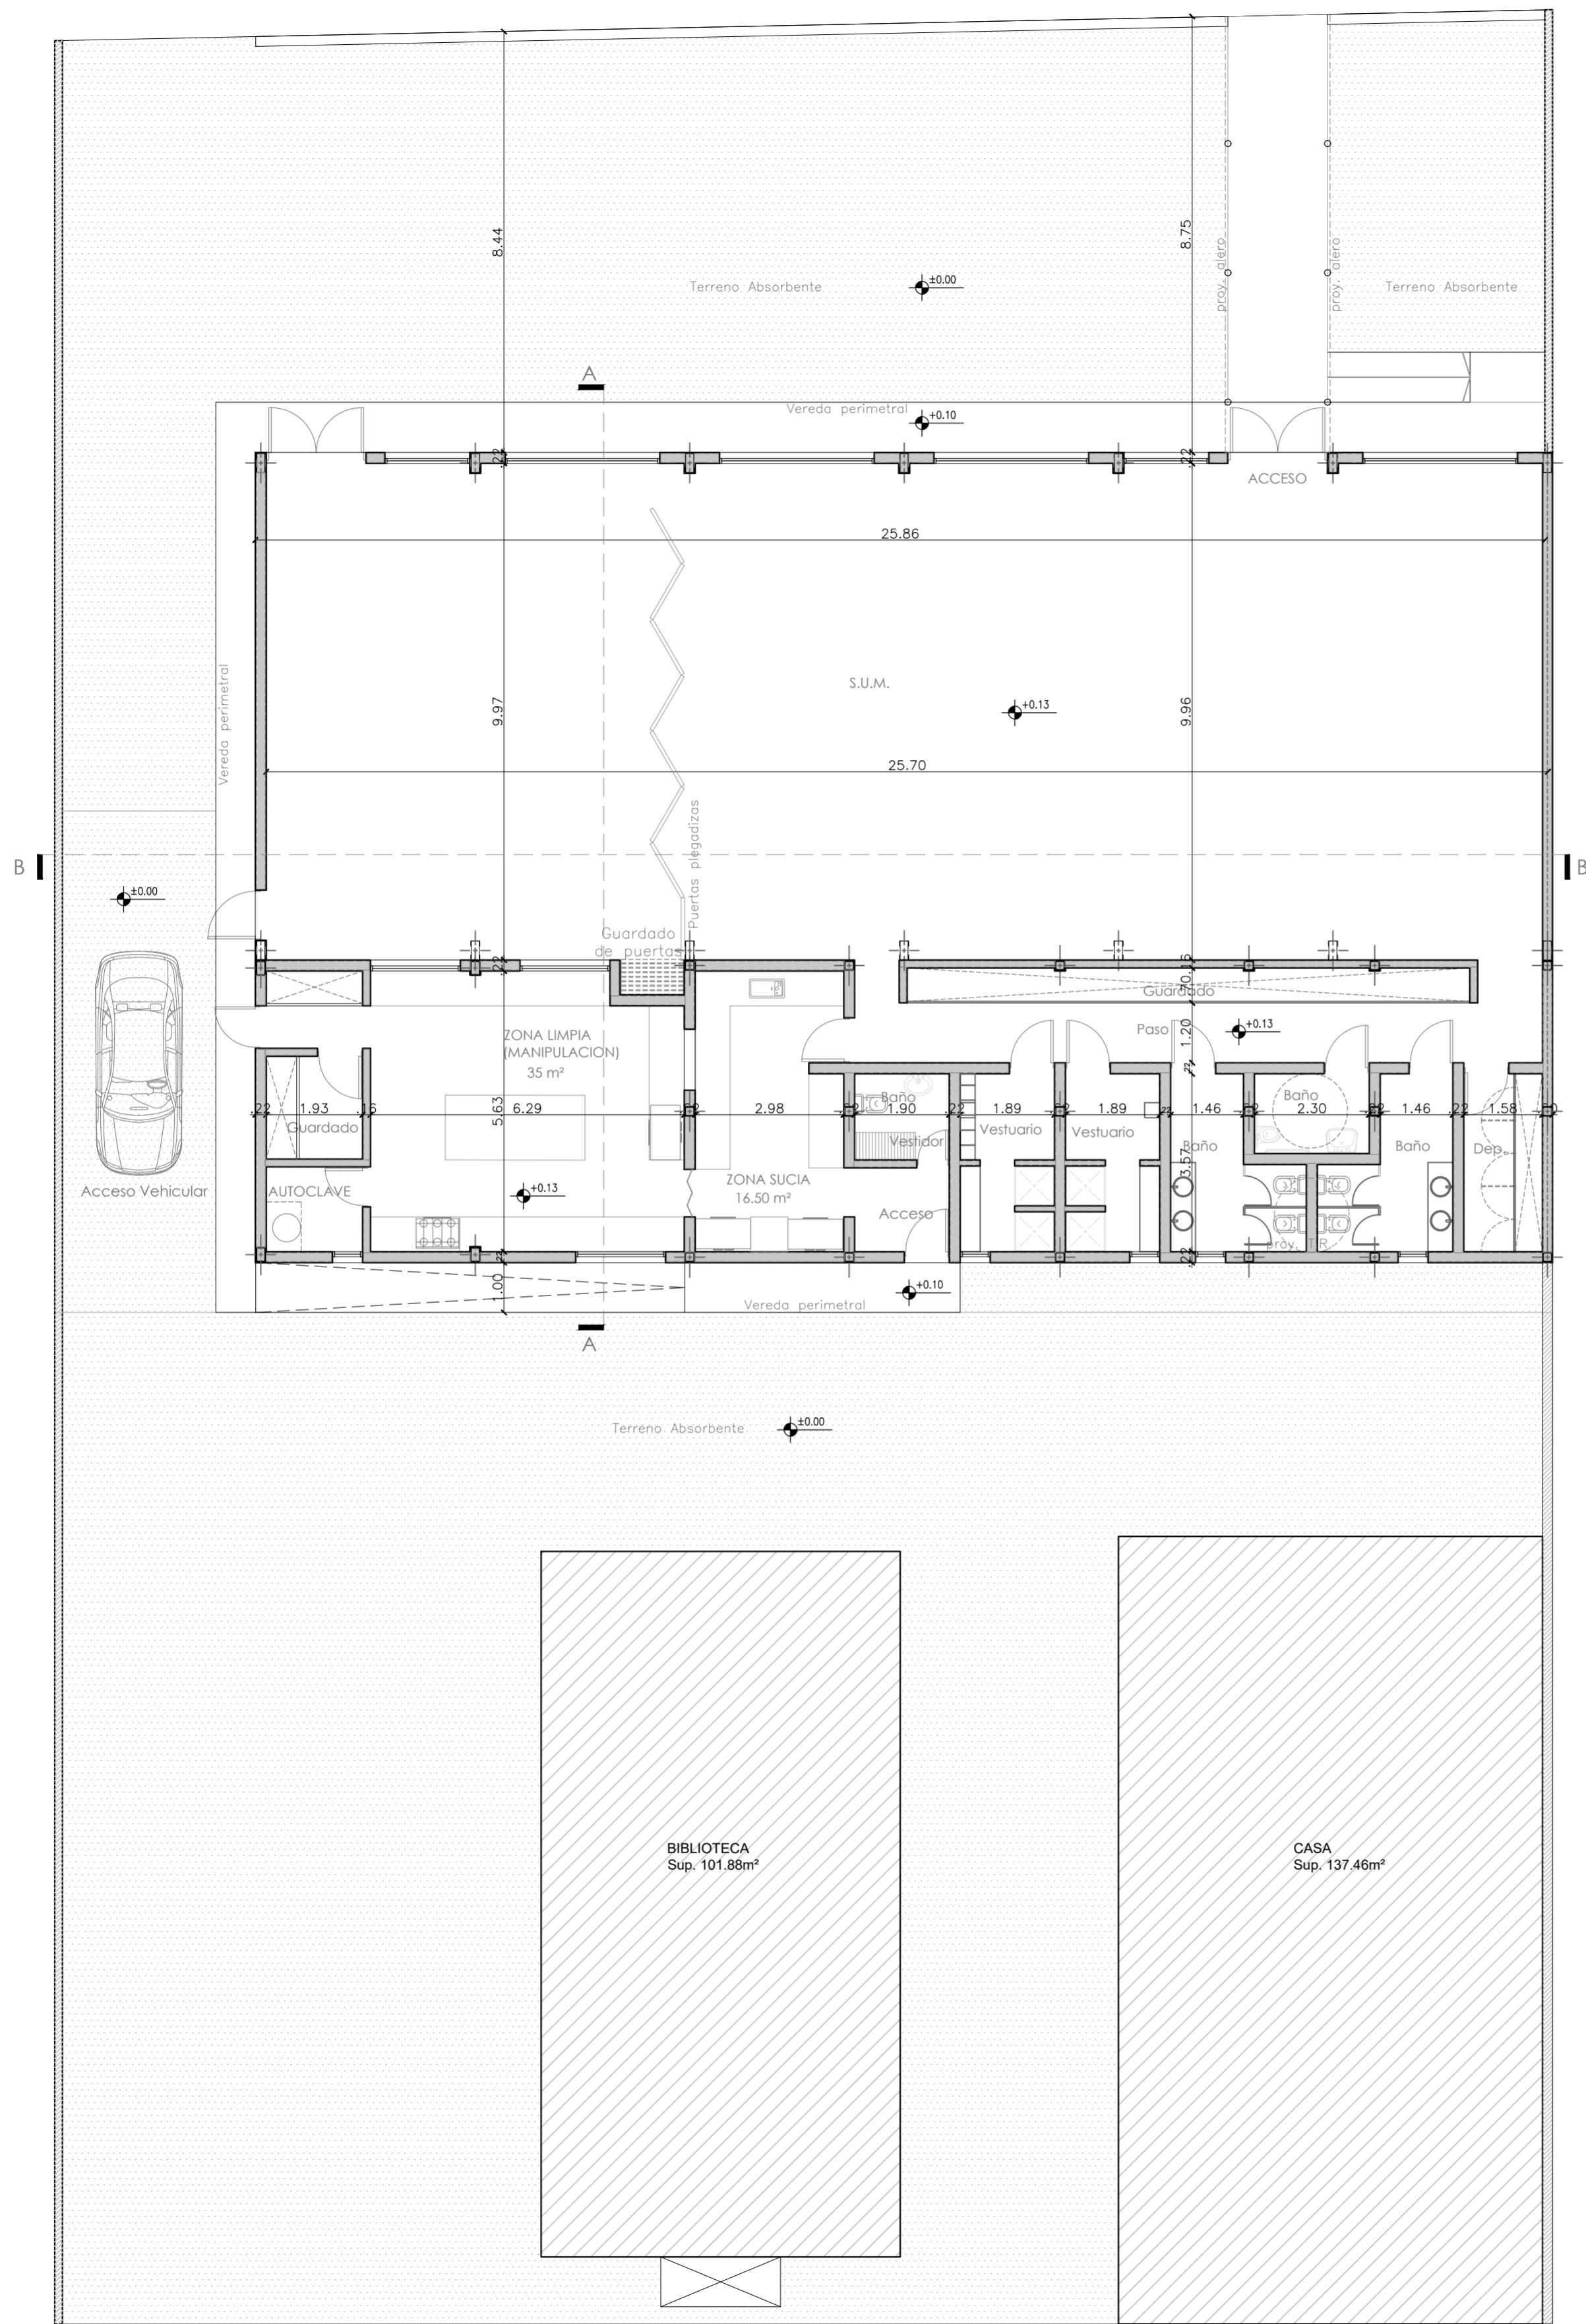 8.44
8.75
proy. alero
proy. alero
Terreno Absorbente
±0.00
Terreno Absorbente
A
Vereda perimetral
+0.10
.22
.22
ACCESO
25.86
Vereda perimetral
9.97
S.U.M.
+0.13
9.96
25.70
Puertas plegadizas
B
B
±0.00
Guardado
de puertas
.22
.16
.70
Guardado
ZONA LIMPIA
(MANIPULACION)
35 m²
Paso
+0.13
1.20
.22
Baño
Baño
.22
1.93
.16
6.29
5.63
2.98
1.90
.22
1.89
1.89
.22
1.46
2.30
1.46
.22
1.58
Guardado
Vestidor
Vestuario
Vestuario
3.57
Baño
Baño
Dep.
Acceso Vehicular
AUTOCLAVE
+0.13
ZONA SUCIA
16.50 m²
Acceso
proy. T.R.
.22
.22
1.00
+0.10
Vereda perimetral
A
Terreno Absorbente
±0.00
BIBLIOTECA
Sup. 101.88m²
CASA
Sup. 137.46m²